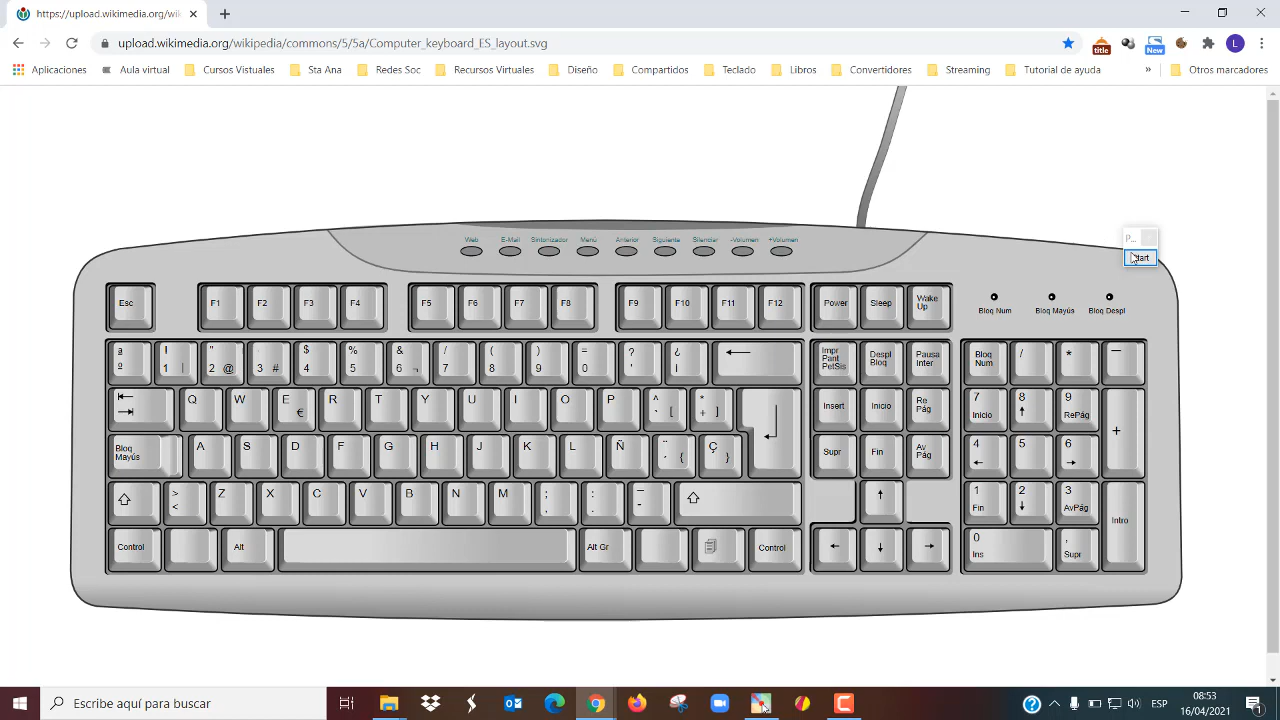 https://upload.wikimedia.org/wiki
https://upload.wikimedia.org/wikipedia/commons/5/5a/Computer_keyboard_ES_layout.svg
title New L
Aplicaciones Aula virtual Cursos Vistuales Sta Ana Redes Soc Recursos Virtuales Diseño Compartidos Teclado Libros Convertidores Streaming Tutorial de ayuda » Otros marcadores
Web E-Mail Sintonizador Menú Anterior Siguiente Silenciar -Volumen +Volumen
P...
Esc F1 F2 F3 F4 F5 F6 F7 F8 F9 F10 F11 F12 Power Sleep Wake Up
Bloq Num Bloq Mayús Bloq Despl
ª º ! 1 | " 2 @ · 3 # $ 4 % 5 & 6 ¬ / 7 ( 8 ) 9 = 0 ? ' ¿ ¡ ← Impr Pant PetSis Despl Bloq Pausa Inter Bloq Num / * −
Q W E € R T Y U I O P ^ ` [ * + ] Insert Inicio Re Pág 7 Inicio 8 ↑ 9 RePág +
Bloq Mayús A S D F G H J K L Ñ ¨ ´ { Ç } Supr Fin Av Pág 4 ← 5 6 →
> < Z X C V B N M ; , : . _ - ↑ 1 Fin 2 ↓ 3 AvPág Intro
Control Alt Alt Gr Control ← ↓ → 0 Ins , Supr
Escribe aquí para buscar
ESP
08:53
16/04/2021